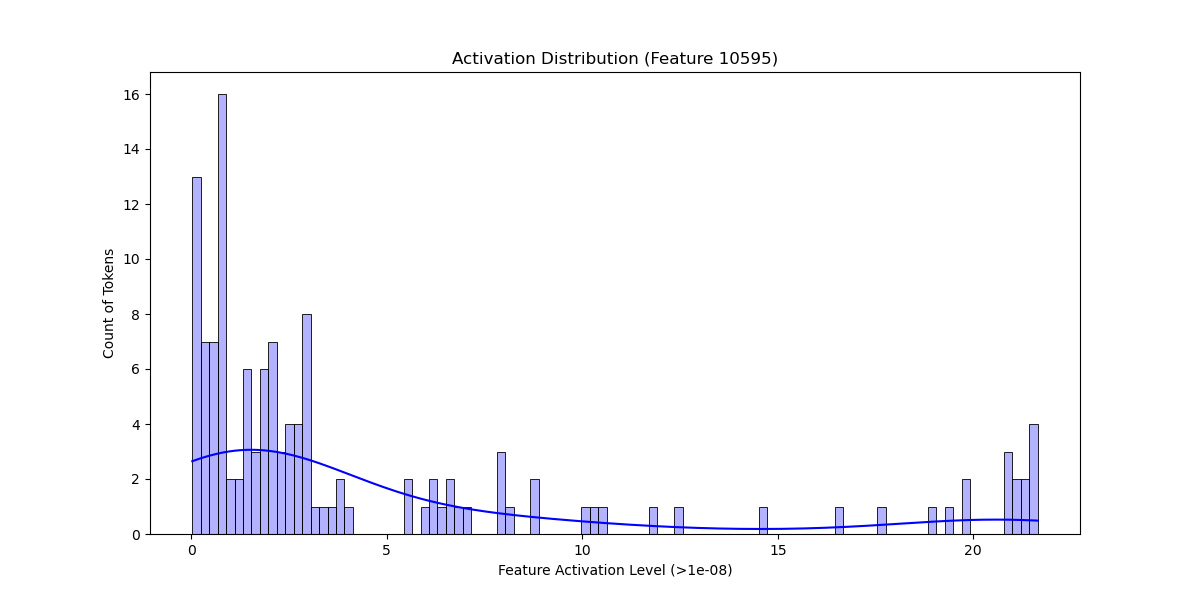 Activation Distribution (Feature 10595)
16
14
12
10
8
6
4
2
0
Count of Tokens
0 5 10 15 20
Feature Activation Level (>1e-08)